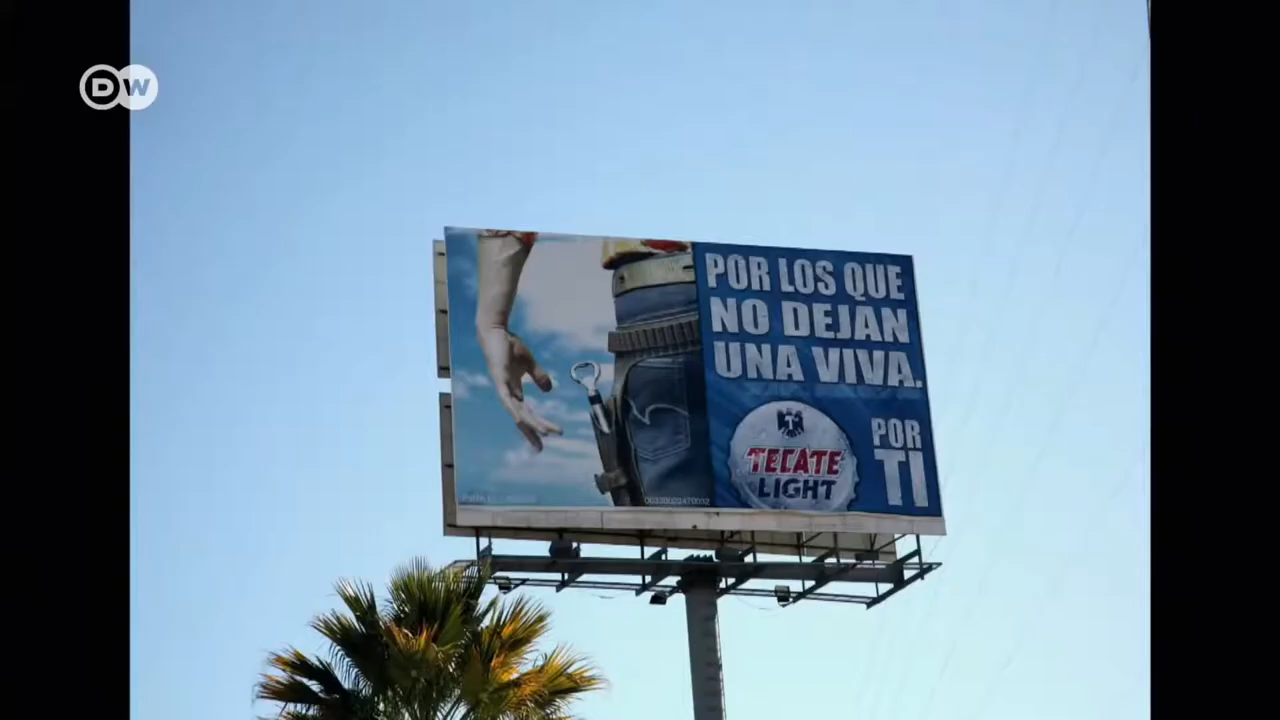 DW
POR LOS QUE
NO DEJAN
UNA VIVA.
TECATE
LIGHT
POR
TI